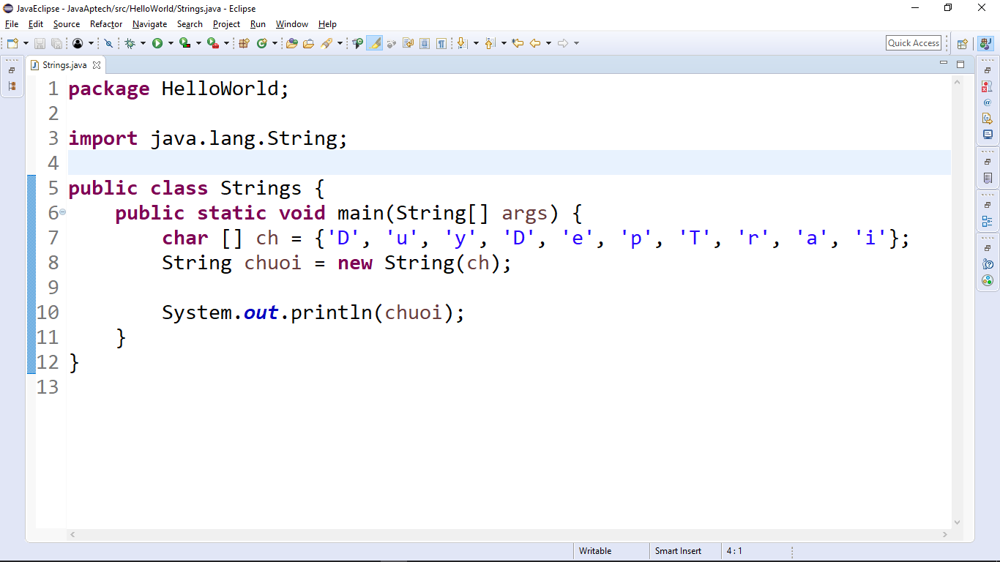 JavaEclipse - JavaAptech/src/HelloWorld/Strings.java - Eclipse
File Edit Source Refactor Navigate Search Project Run Window Help
Quick Access
Strings.java
1 package HelloWorld;
2
3 import java.lang.String;
4
5 public class Strings {
6     public static void main(String[] args) {
7         char [] ch = {'D', 'u', 'y', 'D', 'e', 'p', 'T', 'r', 'a', 'i'};
8         String chuoi = new String(ch);
9
10         System.out.println(chuoi);
11     }
12 }
13
Writable Smart Insert 4 : 1